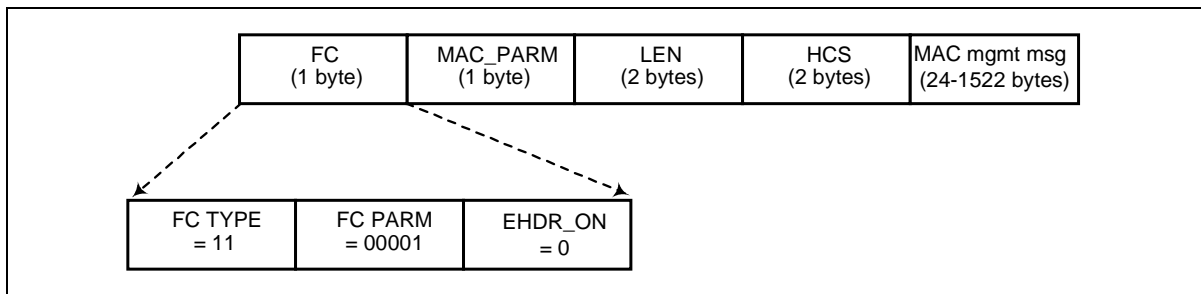 FC
(1 byte)
MAC_PARM
(1 byte)
LEN
(2 bytes)
HCS
(2 bytes)
MAC mgmt msg
(24-1522 bytes)
FC TYPE
= 11
FC PARM
= 00001
EHDR_ON
= 0